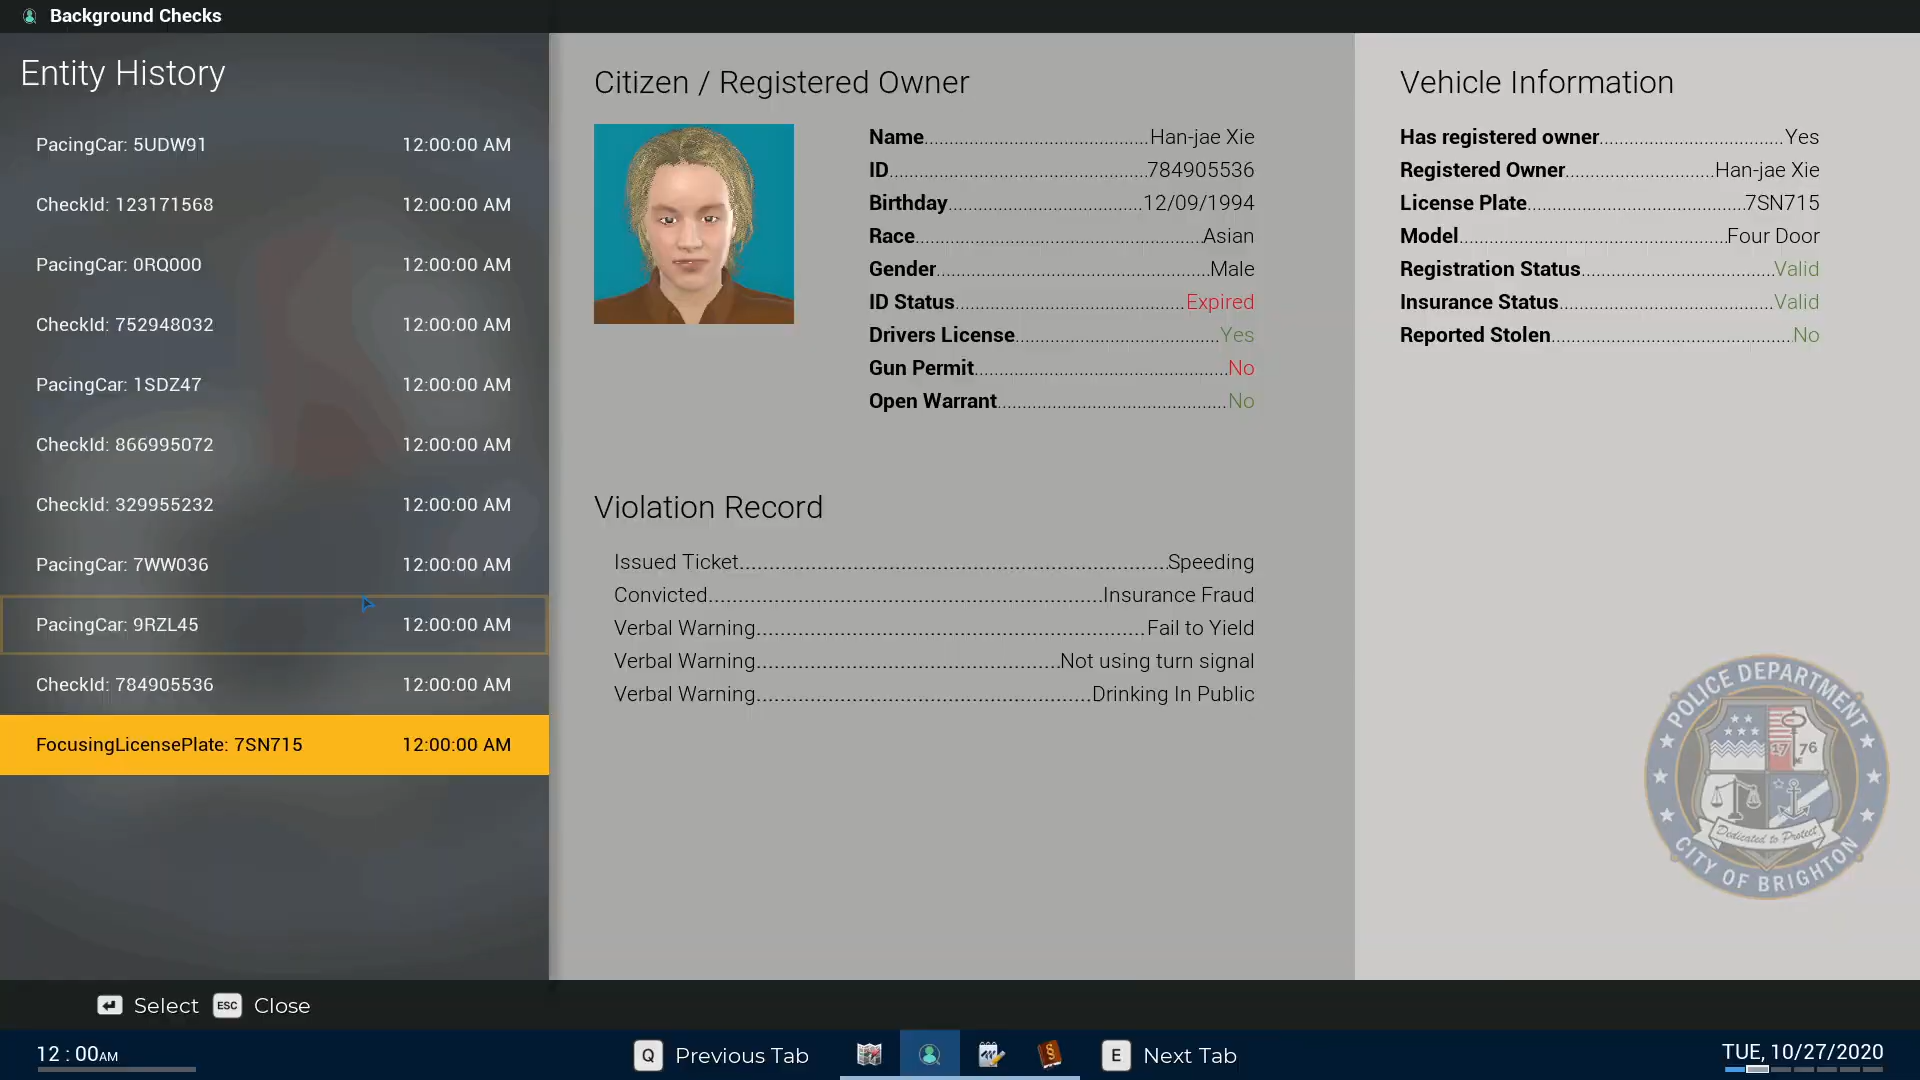 Background Checks
Entity History
PacingCar: 5UDW91 12:00:00 AM
CheckId: 123171568 12:00:00 AM
PacingCar: 0RQ000 12:00:00 AM
CheckId: 752948032 12:00:00 AM
PacingCar: 1SDZ47 12:00:00 AM
CheckId: 866995072 12:00:00 AM
CheckId: 329955232 12:00:00 AM
PacingCar: 7WW036 12:00:00 AM
PacingCar: 9RZL45 12:00:00 AM
CheckId: 784905536 12:00:00 AM
FocusingLicensePlate: 7SN715 12:00:00 AM
Citizen / Registered Owner
Name Han-jae Xie
ID 784905536
Birthday 12/09/1994
Race Asian
Gender Male
ID Status Expired
Drivers License Yes
Gun Permit No
Open Warrant No
Violation Record
Issued Ticket Speeding
Convicted Insurance Fraud
Verbal Warning Fail to Yield
Verbal Warning Not using turn signal
Verbal Warning Drinking In Public
Vehicle Information
Has registered owner Yes
Registered Owner Han-jae Xie
License Plate 7SN715
Model Four Door
Registration Status Valid
Insurance Status Valid
Reported Stolen No
POLICE DEPARTMENT
17 76
Dedicated to Protect
CITY OF BRIGHTON
Select ESC Close
12 : 00 AM
Q Previous Tab
§
E Next Tab
TUE, 10/27/2020